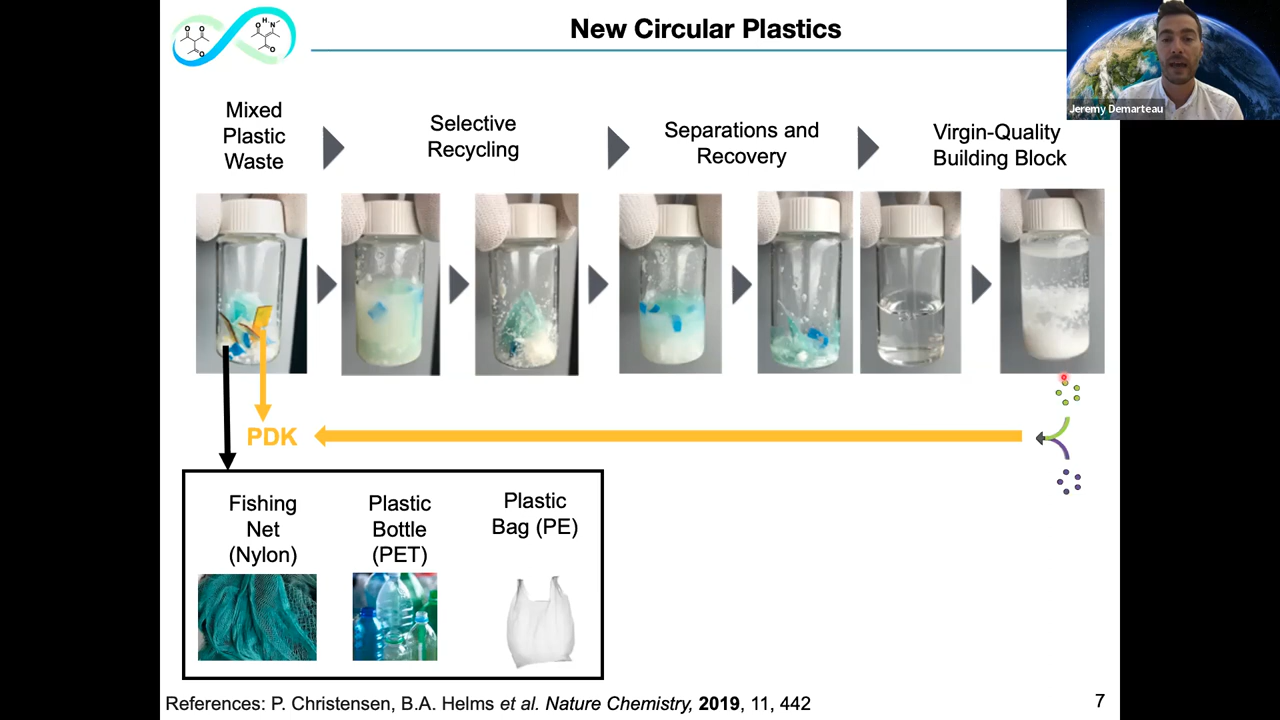 New Circular Plastics
Jeremy Demarteau
Mixed
Plastic
Waste
Selective
Recycling
Separations and
Recovery
Virgin-Quality
Building Block
PDK
Fishing
Net
(Nylon)
Plastic
Bottle
(PET)
Plastic
Bag (PE)
References: P. Christensen, B.A. Helms et al. Nature Chemistry, 2019, 11, 442
7